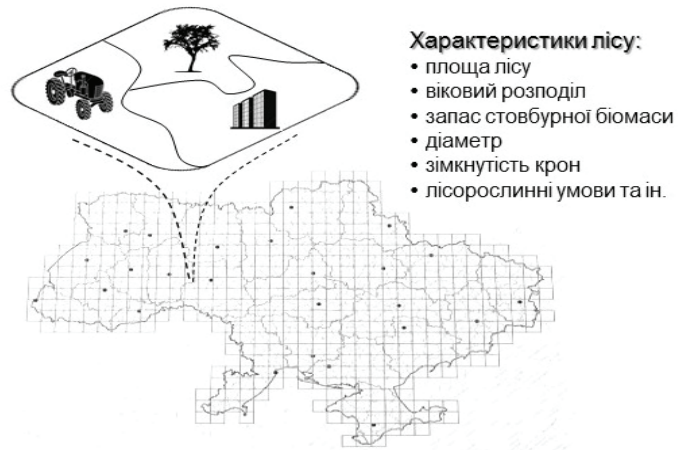 Характеристики лісу:
• площа лісу
• віковий розподіл
• запас стовбурної біомаси
• діаметр
• зімкнутість крон
• лісорослинні умови та ін.